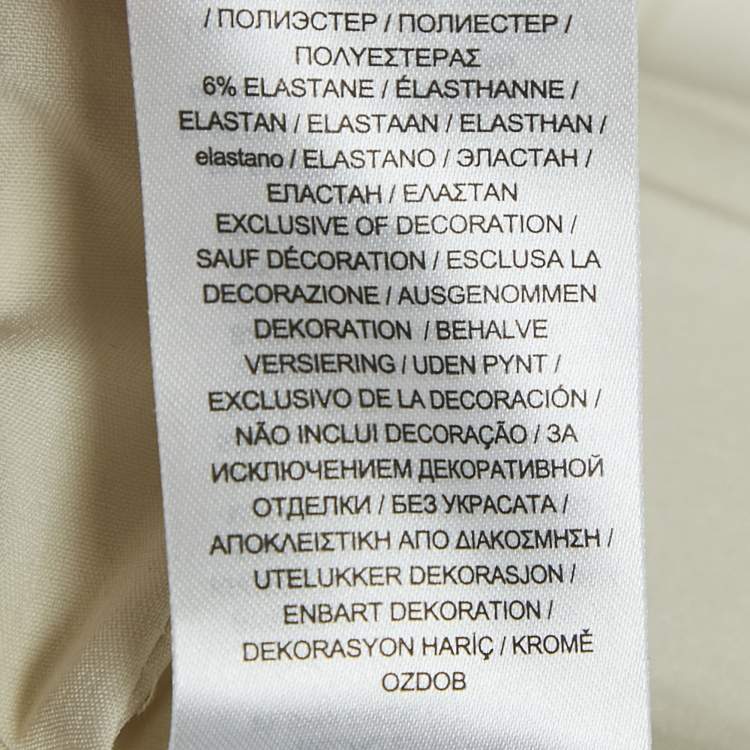 / ПОЛИЭСТЕР / ПОЛИЕСТЕР /
ΠΟΛΥΕΣΤΕΡΑΣ
6% ELASTANE / ÉLASTHANNE /
ELASTAN / ELASTAAN / ELASTHAN /
elastano / ELASTANO / ЭЛАСТАН /
ЕЛАСТАН / ΕΛΑΣΤΑΝ
EXCLUSIVE OF DECORATION /
SAUF DÉCORATION / ESCLUSA LA
DECORAZIONE / AUSGENOMMEN
DEKORATION / BEHALVE
VERSIERING / UDEN PYNT /
EXCLUSIVO DE LA DECORACIÓN /
NÃO INCLUI DECORAÇÃO / ЗА
ИСКЛЮЧЕНИЕМ ДЕКОРАТИВНОЙ
ОТДЕЛКИ / БЕЗ УКРАСАТА /
ΑΠΟΚΛΕΙΣΤΙΚΗ ΑΠΟ ΔΙΑΚΟΣΜΗΣΗ /
UTELUKKER DEKORASJON /
ENBART DEKORATION /
DEKORASYON HARİÇ / KROMĚ
OZDOB